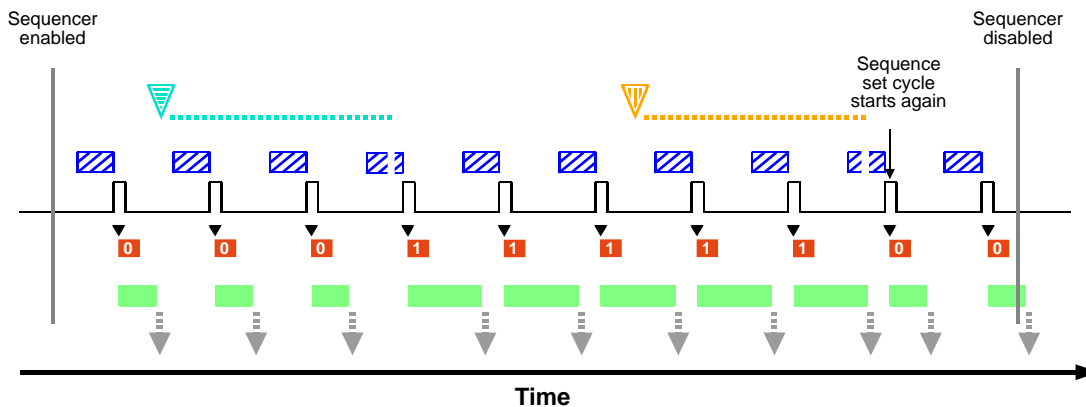 Sequencer
enabled
Sequencer
disabled
Sequence
set cycle
starts again
0 0 0 1 1 1 1 1 0 0
Time